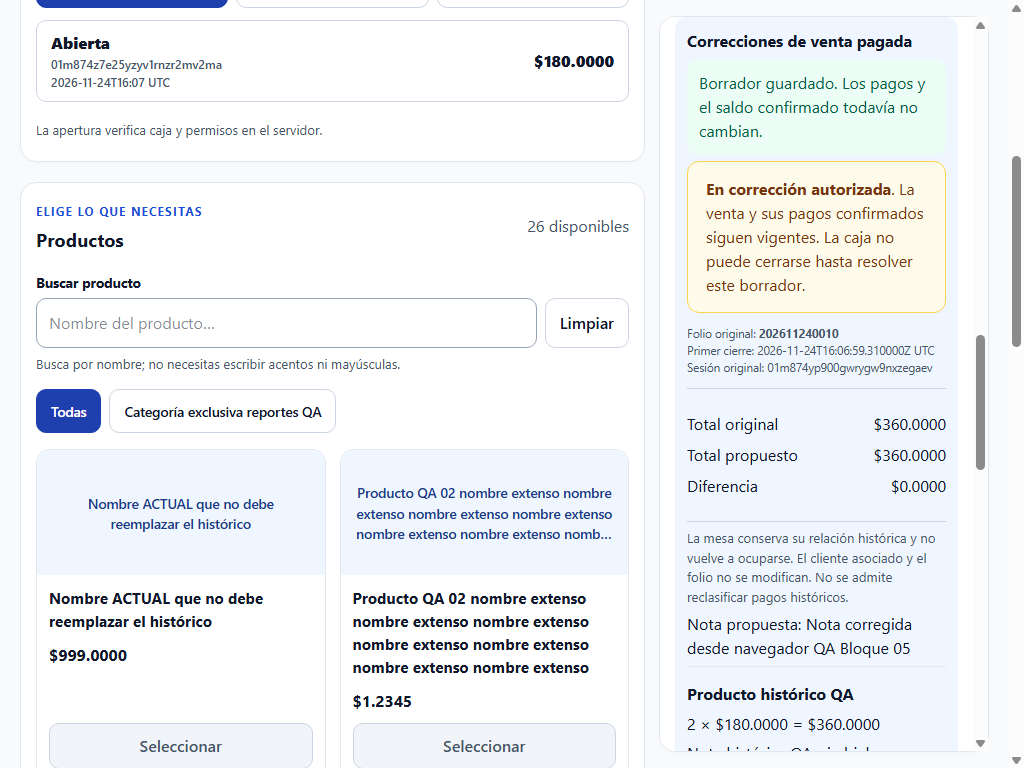 Abierta
01m874z7e25yzyv1rnzr2mv2ma
2026-11-24T16:07 UTC
$180.0000
La apertura verifica caja y permisos en el servidor.
ELIGE LO QUE NECESITAS
Productos
26 disponibles
Buscar producto
Nombre del producto...
Limpiar
Busca por nombre; no necesitas escribir acentos ni mayúsculas.
Todas
Categoría exclusiva reportes QA
Nombre ACTUAL que no debe
reemplazar el histórico
Nombre ACTUAL que no debe
reemplazar el histórico
$999.0000
Seleccionar
Producto QA 02 nombre extenso nombre
extenso nombre extenso nombre extenso
nombre extenso nombre extenso nomb...
Producto QA 02 nombre extenso
nombre extenso nombre extenso
nombre extenso nombre extenso
nombre extenso nombre extenso
$1.2345
Seleccionar
Correcciones de venta pagada
Borrador guardado. Los pagos y
el saldo confirmado todavía no
cambian.
En corrección autorizada. La
venta y sus pagos confirmados
siguen vigentes. La caja no
puede cerrarse hasta resolver
este borrador.
Folio original: 202611240010
Primer cierre: 2026-11-24T16:06:59.310000Z UTC
Sesión original: 01m874yp900gwrygw9nxzegaev
Total original $360.0000
Total propuesto $360.0000
Diferencia $0.0000
La mesa conserva su relación histórica y no
vuelve a ocuparse. El cliente asociado y el
folio no se modifican. No se admite
reclasificar pagos históricos.
Nota propuesta: Nota corregida
desde navegador QA Bloque 05
Producto histórico QA
2 × $180.0000 = $360.0000